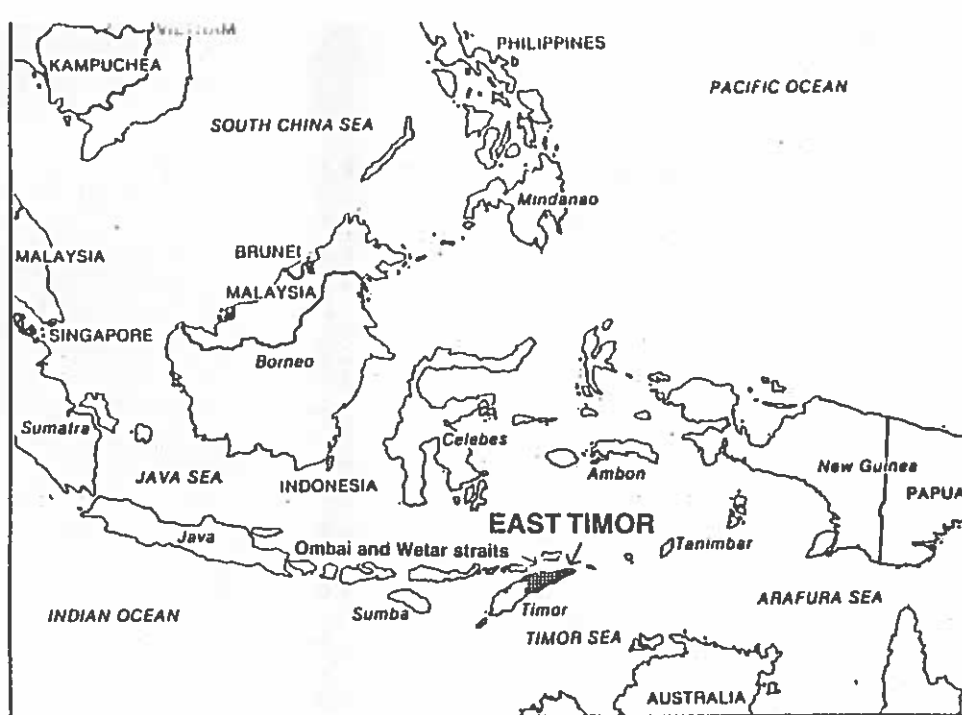 VIETNAM
PHILIPPINES
KAMPUCHEA
PACIFIC OCEAN
SOUTH CHINA SEA
Mindanao
BRUNEI
MALAYSIA
MALAYSIA
SINGAPORE
Borneo
Sumatra
Celebes
Ambon
New Guinea
JAVA SEA
INDONESIA
PAPUA
EAST TIMOR
Java
Ombai and Wetar straits
Tanimbar
INDIAN OCEAN
Sumba
Timor
ARAFURA SEA
TIMOR SEA
AUSTRALIA